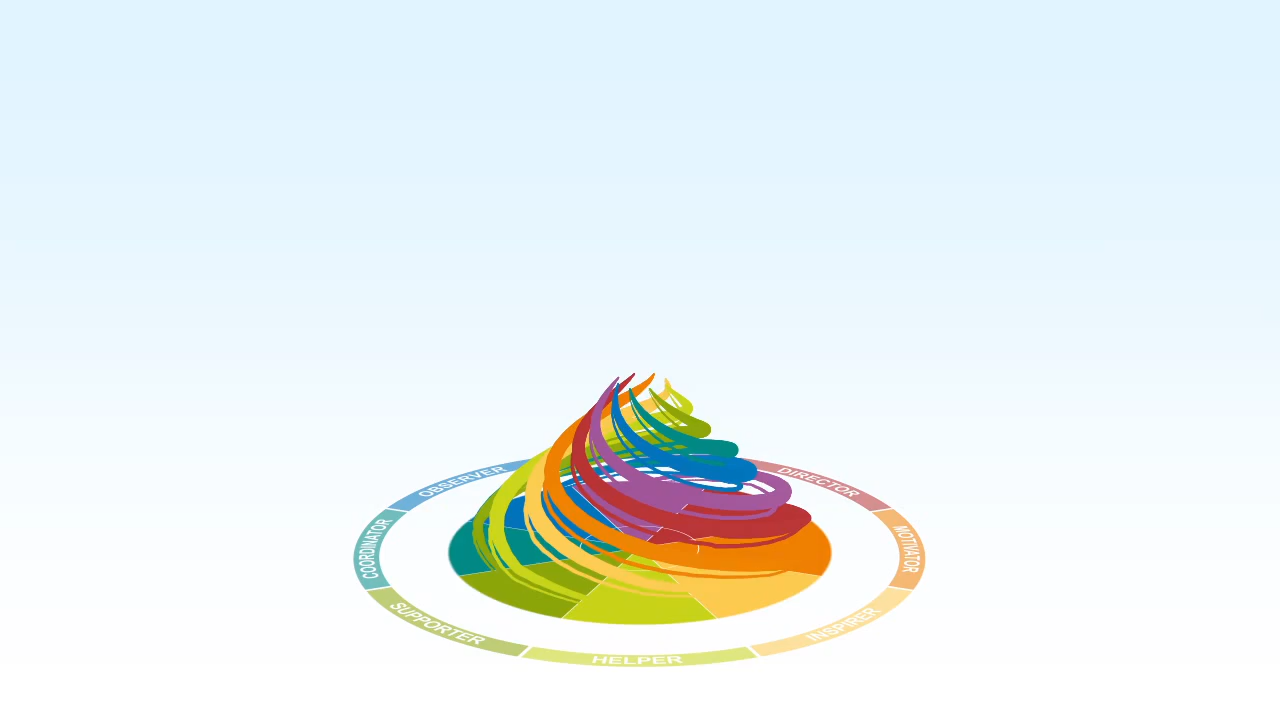 OBSERVER
DIRECTOR
COORDINATOR
MOTIVATOR
SUPPORTER
INSPIRER
HELPER